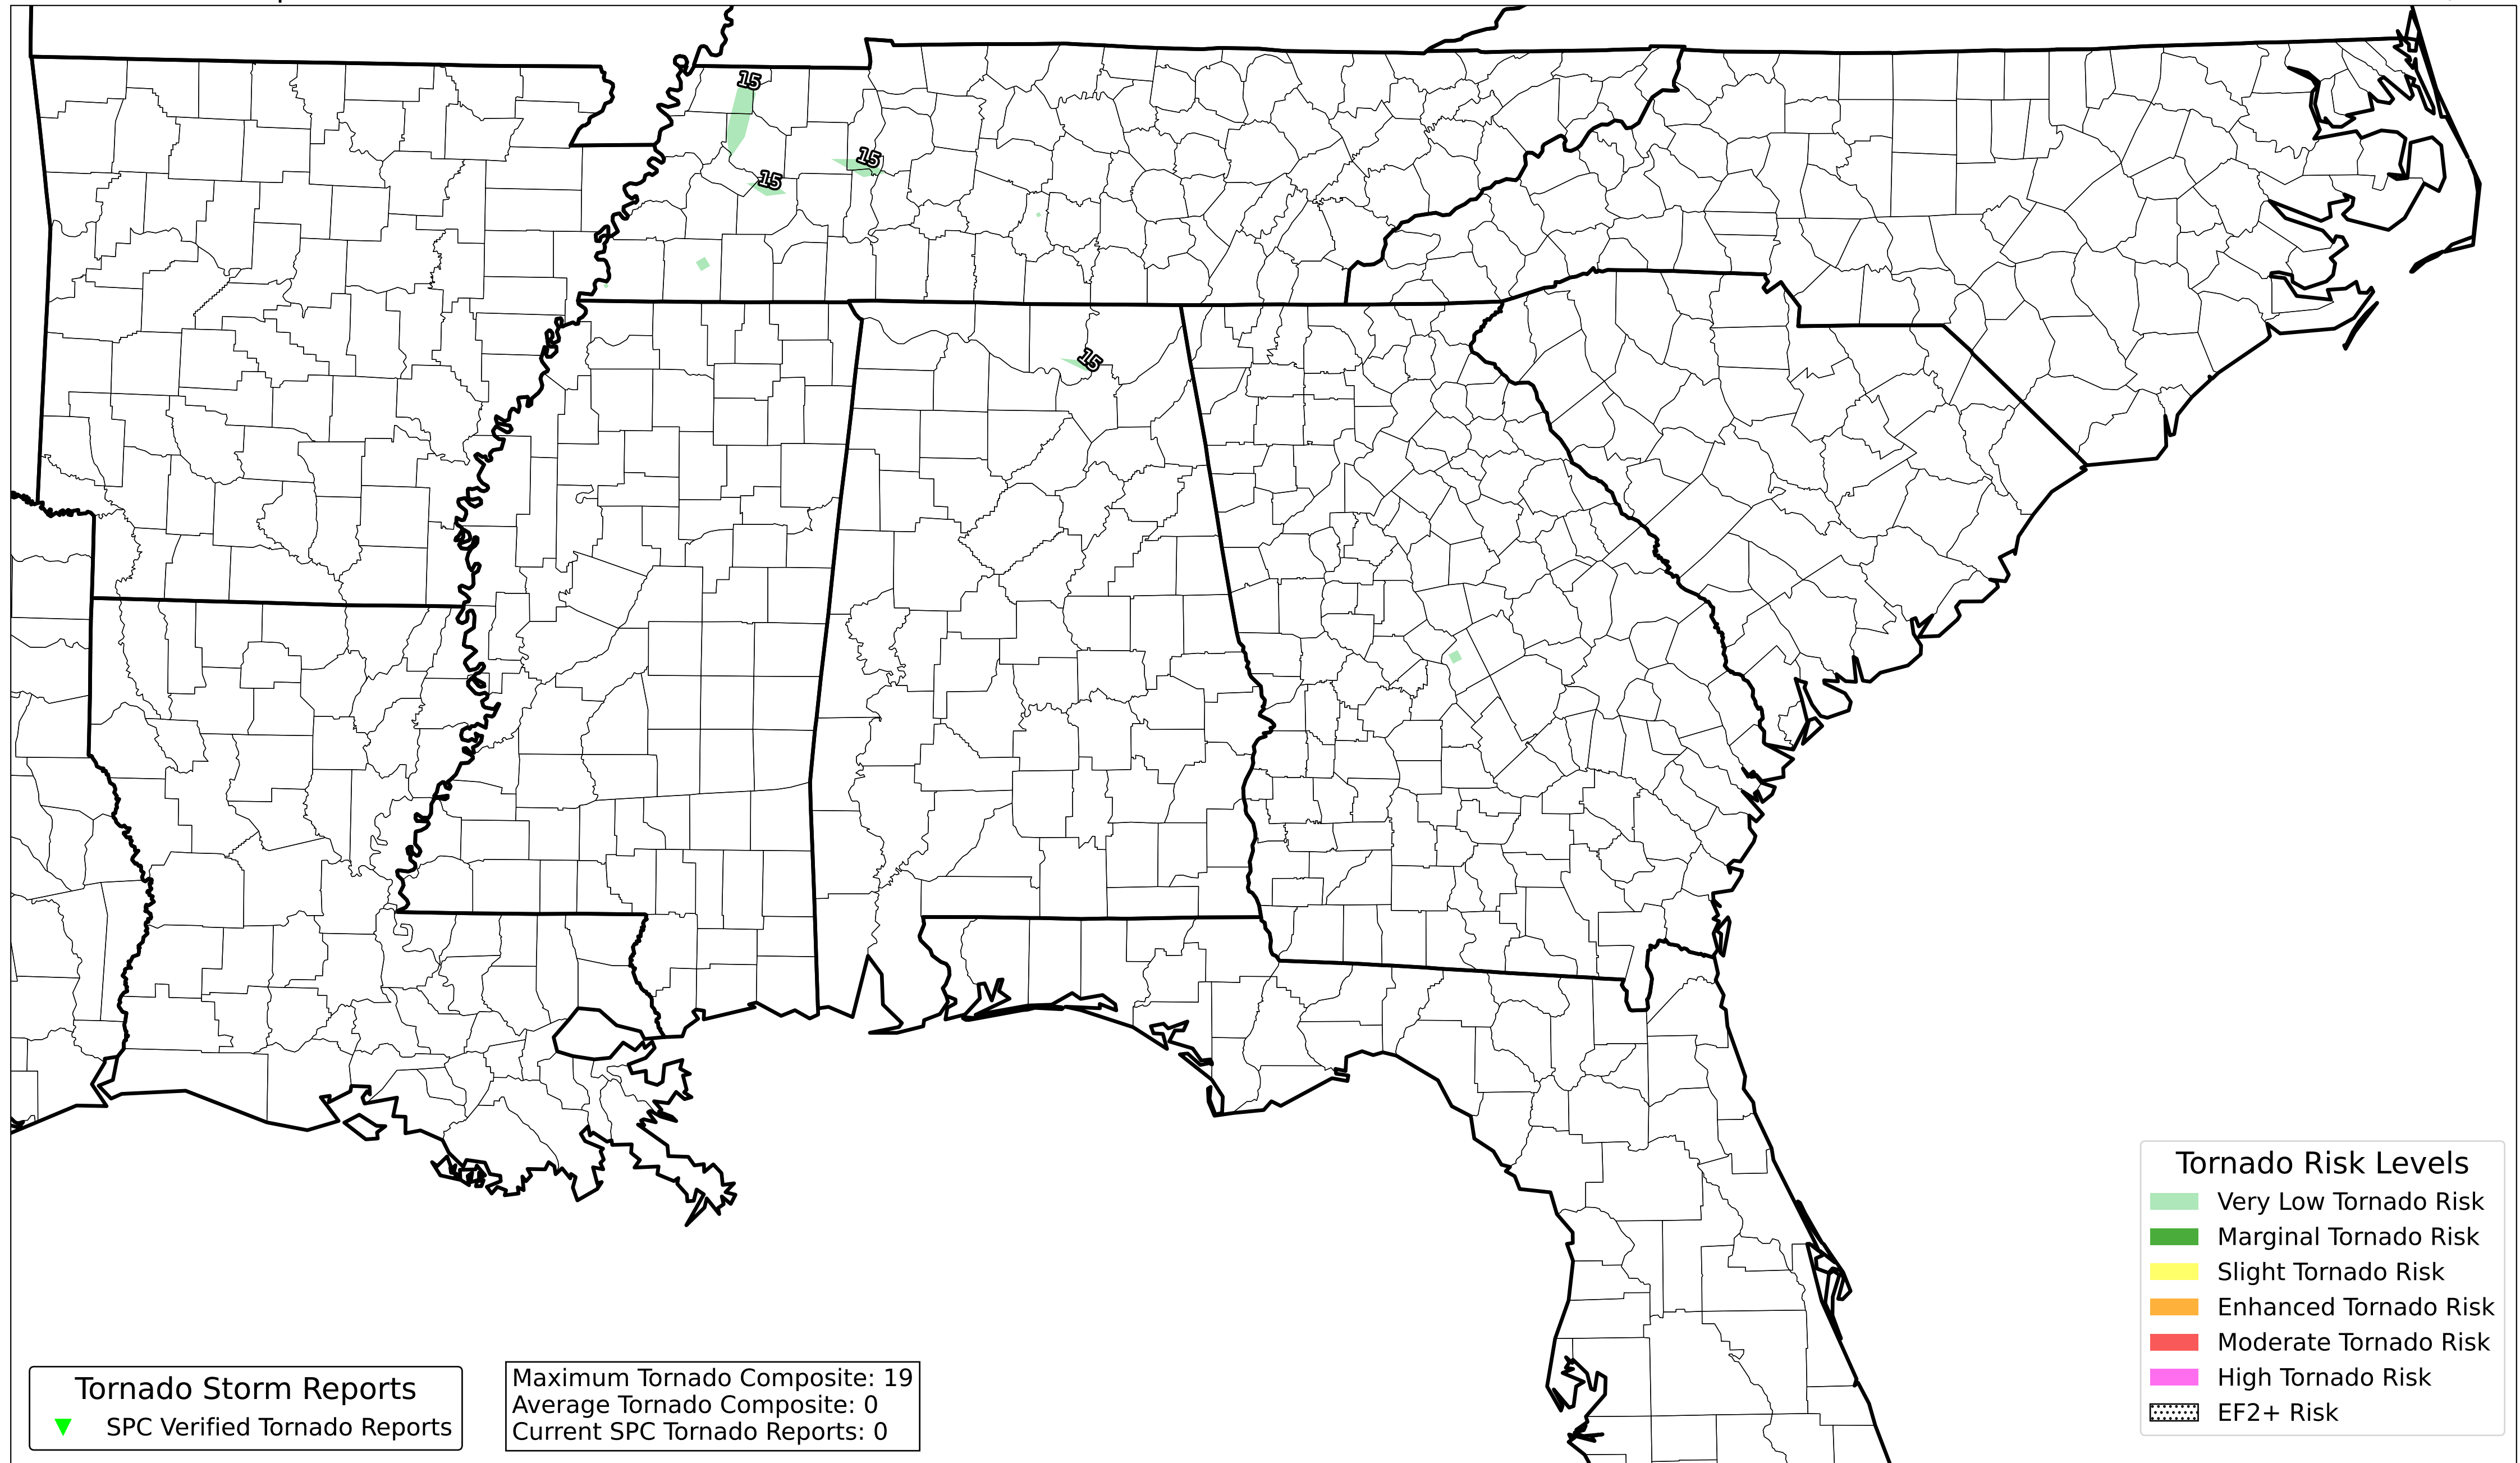 15
15
15
15
Tornado Risk Levels
Very Low Tornado Risk
Marginal Tornado Risk
Slight Tornado Risk
Enhanced Tornado Risk
Moderate Tornado Risk
High Tornado Risk
EF2+ Risk
Tornado Storm Reports
SPC Verified Tornado Reports
Maximum Tornado Composite: 19
Average Tornado Composite: 0
Current SPC Tornado Reports: 0